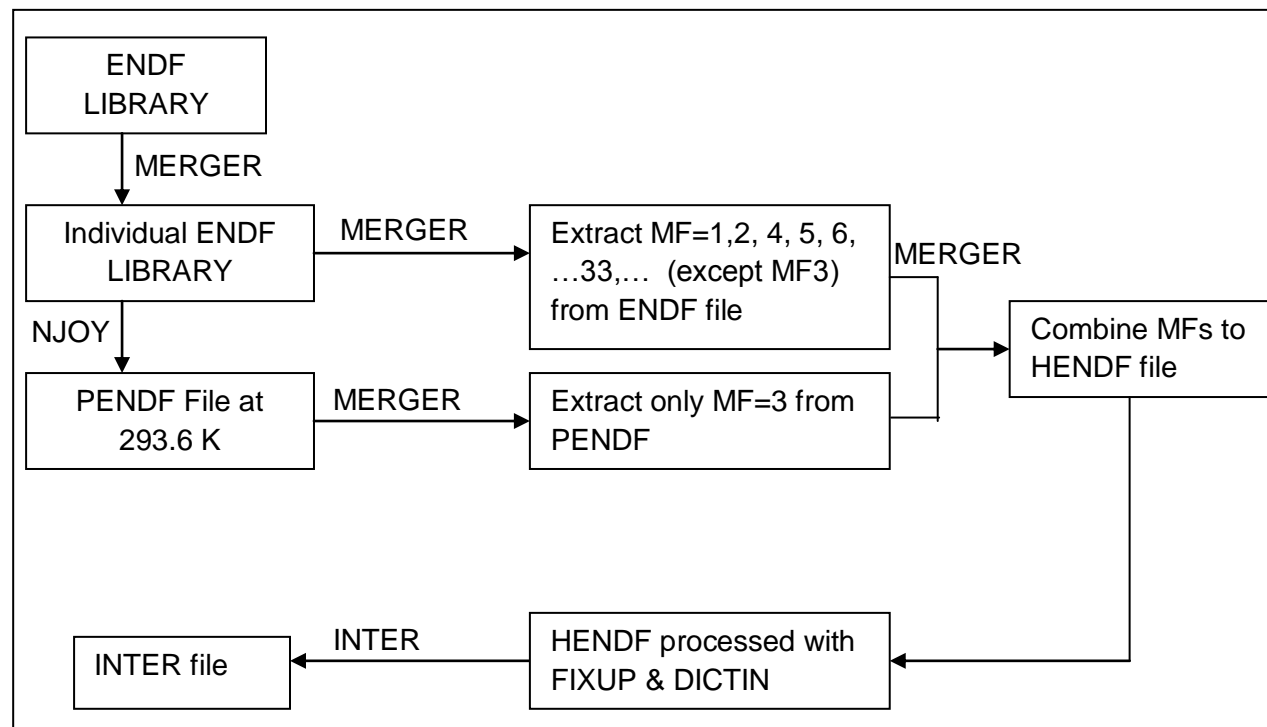 ENDF
LIBRARY
MERGER
Individual ENDF
LIBRARY
MERGER
Extract MF=1,2, 4, 5, 6,
…33,… (except MF3)
from ENDF file
MERGER
Combine MFs to
HENDF file
NJOY
PENDF File at
293.6 K
MERGER
Extract only MF=3 from
PENDF
INTER file
INTER
HENDF processed with
FIXUP & DICTIN